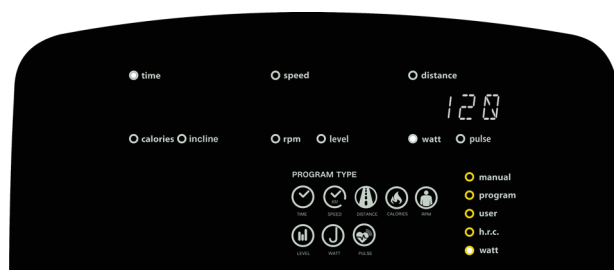 time speed distance
120
calories incline rpm level watt pulse
PROGRAM TYPE
manual
program
user
h.r.c.
watt
TIME SPEED DISTANCE CALORIES RPM
LEVEL WATT PULSE